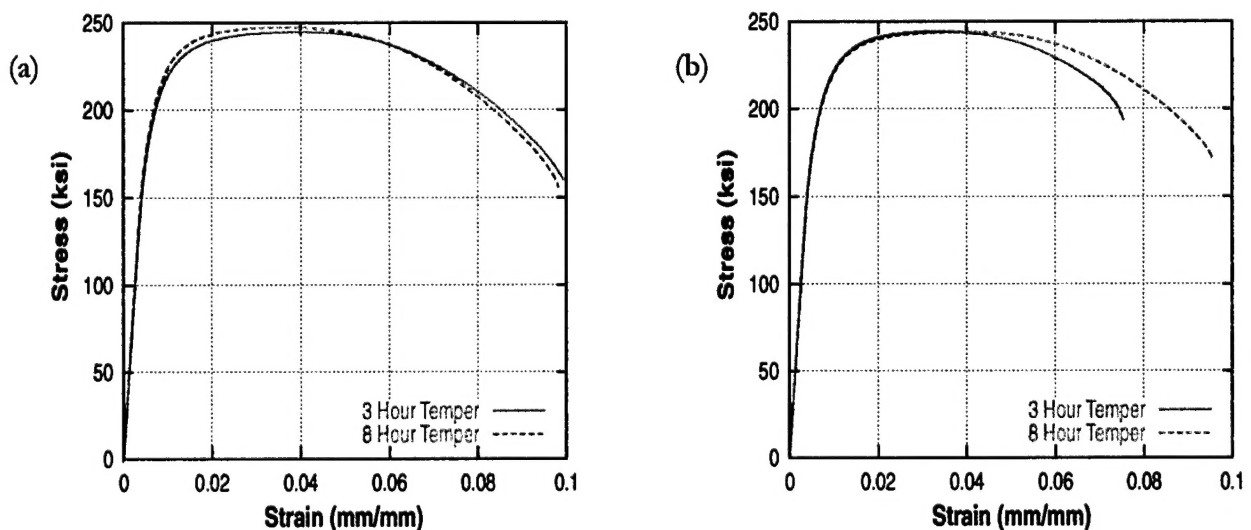 (a)
250
200
150
100
50
0
Stress (ksi)
3 Hour Temper
8 Hour Temper
0 0.02 0.04 0.06 0.08 0.1
Strain (mm/mm)
(b)
250
200
150
100
50
0
Stress (ksi)
3 Hour Temper
8 Hour Temper
0 0.02 0.04 0.06 0.08 0.1
Strain (mm/mm)